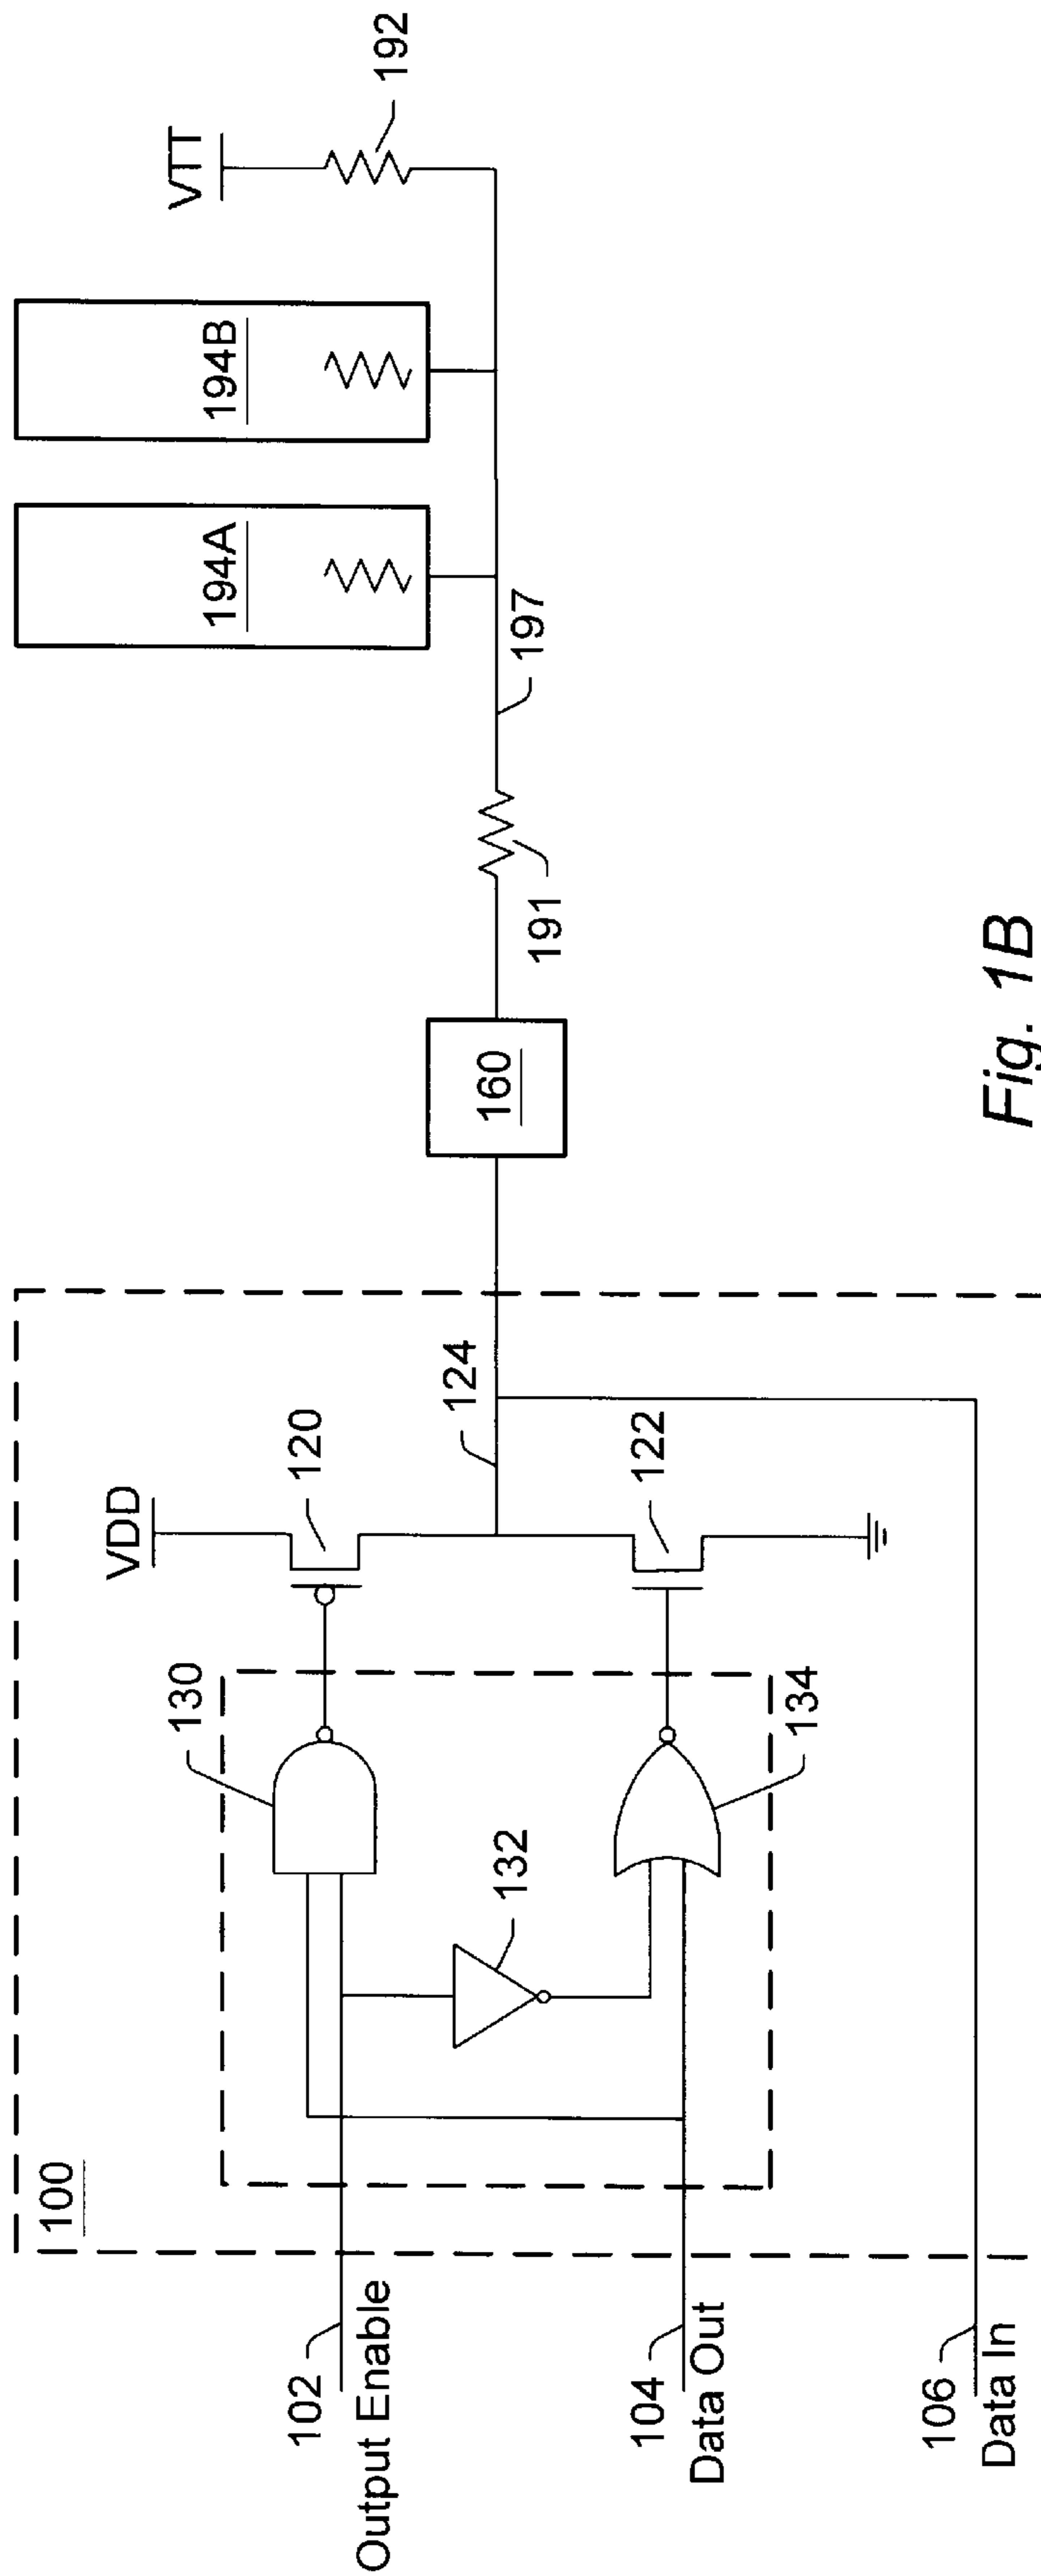 100
102
Output Enable
104
Data Out
106
Data In
130
132
134
VDD
120
122
124
160
191
197
194A
194B
VTT
192
Fig. 1B